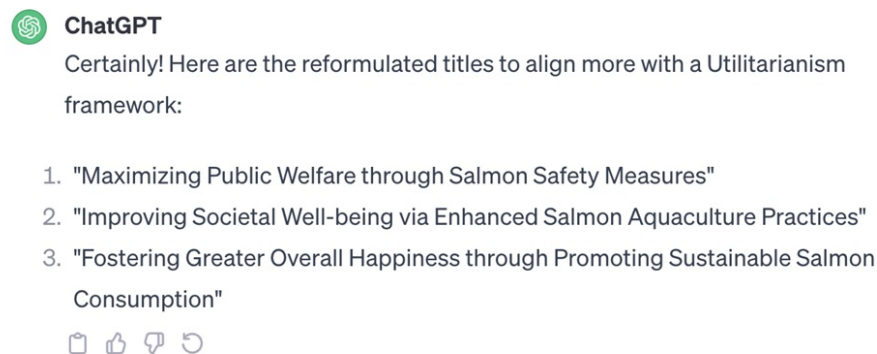 ChatGPT
Certainly! Here are the reformulated titles to align more with a Utilitarianism
framework:
1. "Maximizing Public Welfare through Salmon Safety Measures"
2. "Improving Societal Well-being via Enhanced Salmon Aquaculture Practices"
3. "Fostering Greater Overall Happiness through Promoting Sustainable Salmon
Consumption"